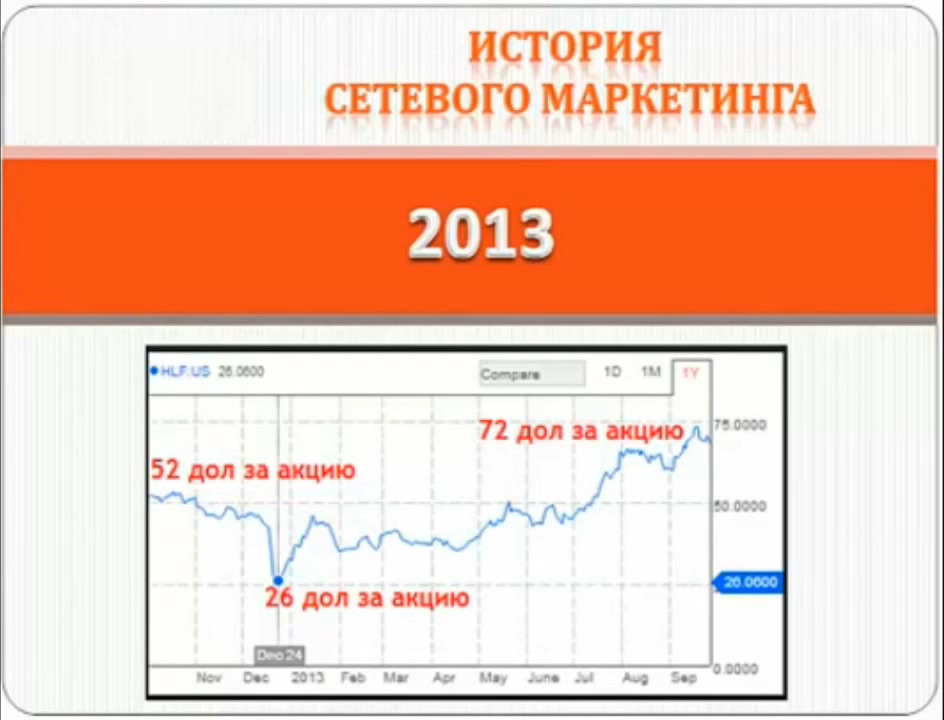 ИСТОРИЯ
СЕТЕВОГО МАРКЕТИНГА
2013
HLF:US 26.0600
Compare 1D 1M 1Y
75.0000
72 дол за акцию
52 дол за акцию
50.0000
26.0600
26 дол за акцию
Dec 24
0.0000
Nov Dec 2013 Feb Mar Apr May June Jul Aug Sep